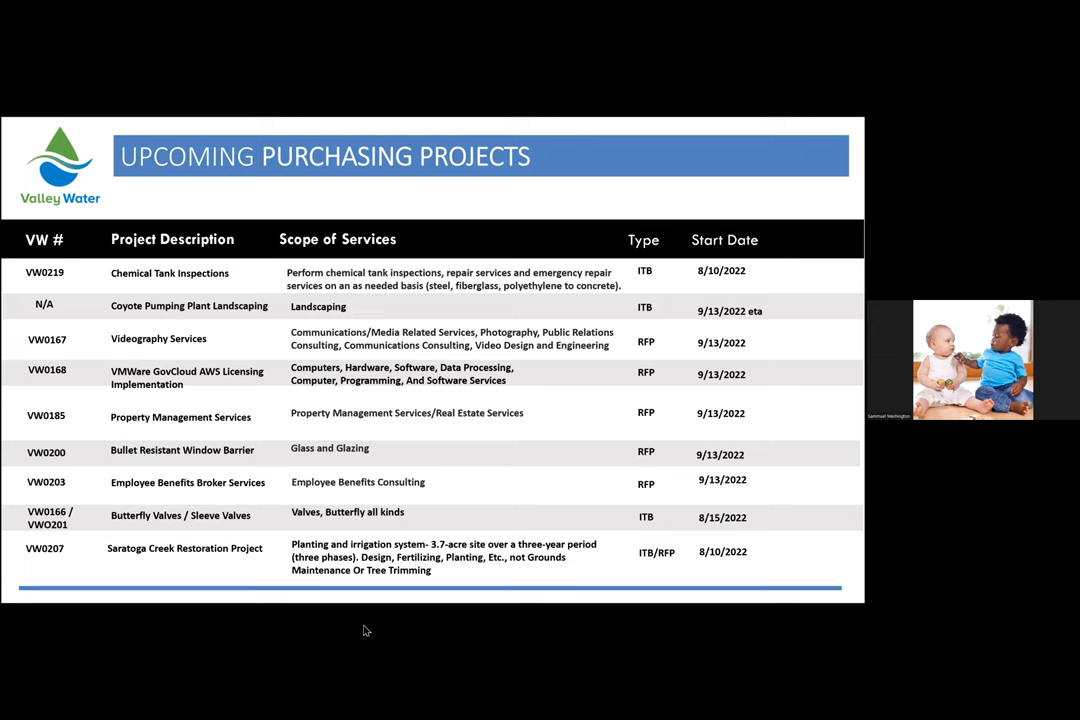 UPCOMING PURCHASING PROJECTS
Valley Water
VW # Project Description Scope of Services Type Start Date
VW0219 Chemical Tank Inspections Perform chemical tank inspections, repair services and emergency repair ITB 8/10/2022
services on an as needed basis (steel, fiberglass, polyethylene to concrete).
N/A Coyote Pumping Plant Landscaping Landscaping ITB 9/13/2022 eta
VW0167 Videography Services Communications/Media Related Services, Photography, Public Relations RFP 9/13/2022
Consulting, Communications Consulting, Video Design and Engineering
VW0168 VMWare GovCloud AWS Licensing Computers, Hardware, Software, Data Processing, RFP 9/13/2022
Implementation Computer, Programming, And Software Services
VW0185 Property Management Services Property Management Services/Real Estate Services RFP 9/13/2022
VW0200 Bullet Resistant Window Barrier Glass and Glazing RFP 9/13/2022
VW0203 Employee Benefits Broker Services Employee Benefits Consulting RFP 9/13/2022
VW0166 / Butterfly Valves / Sleeve Valves Valves, Butterfly all kinds ITB 8/15/2022
VWO201
VW0207 Saratoga Creek Restoration Project Planting and irrigation system- 3.7-acre site over a three-year period ITB/RFP 8/10/2022
(three phases). Design, Fertilizing, Planting, Etc., not Grounds
Maintenance Or Tree Trimming
Sammuel Washington